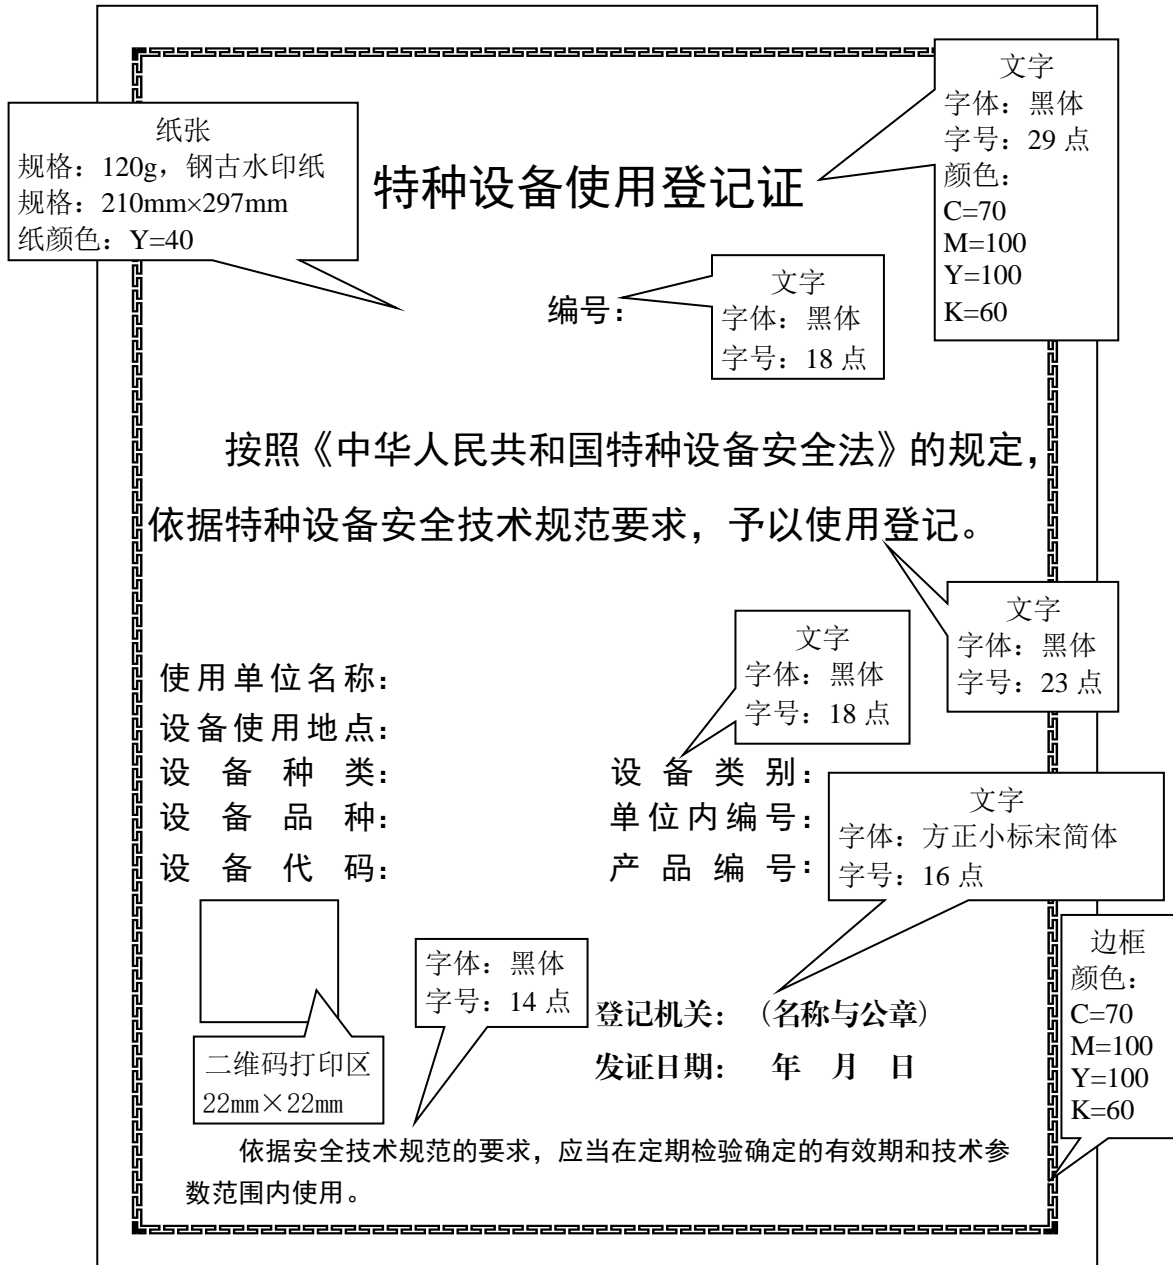 文字
字体：黑体
字号：29 点
颜色：
C=70
M=100
Y=100
K=60
纸张
规格：120g，钢古水印纸
规格：210mm×297mm
纸颜色：Y=40
特种设备使用登记证
编号：
文字
字体：黑体
字号：18 点
按照《中华人民共和国特种设备安全法》的规定，
依据特种设备安全技术规范要求，予以使用登记。
文字
字体：黑体
字号：23 点
文字
字体：黑体
字号：18 点
使用单位名称：
设备使用地点：
设备种类： 设备类别：
设备品种： 单位内编号：
设备代码： 产品编号：
文字
字体：方正小标宋简体
字号：16 点
字体：黑体
字号：14 点
登记机关：（名称与公章）
发证日期： 年 月 日
二维码打印区
22mm×22mm
边框
颜色：
C=70
M=100
Y=100
K=60
依据安全技术规范的要求，应当在定期检验确定的有效期和技术参
数范围内使用。